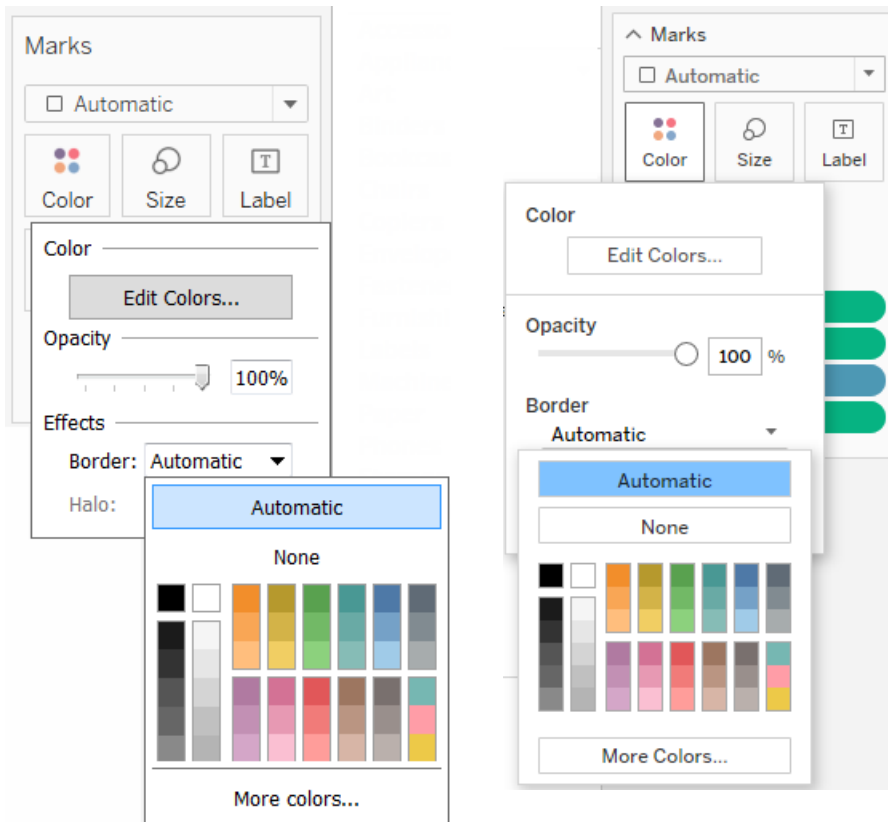 Marks
Automatic
Color Size Label
Color
Edit Colors...
Opacity
100%
Effects
Border: Automatic
Halo:
Automatic
None
More colors...
Marks
Automatic
T
Color Size Label
Color
Edit Colors...
Opacity
100 %
Border
Automatic
Automatic
None
More Colors...